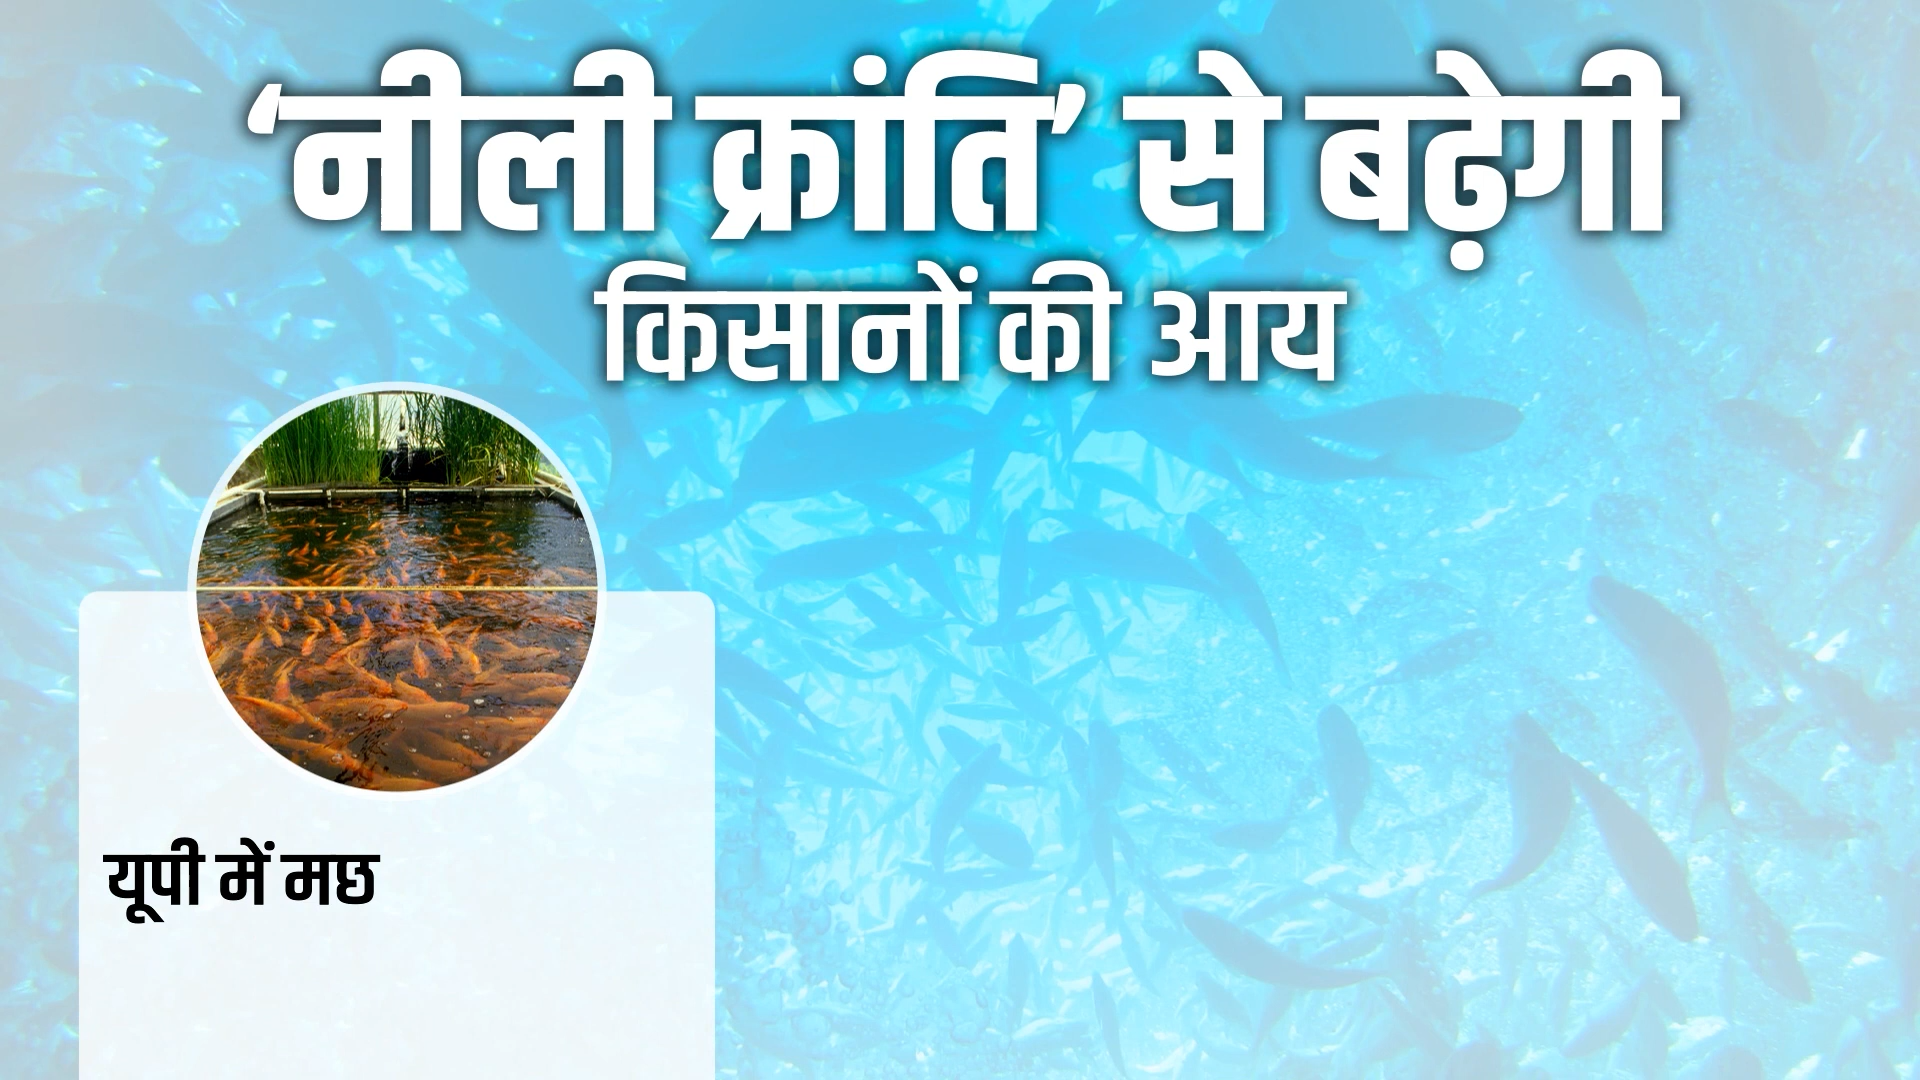 ‘नीली क्रांति’ से बढ़ेगी
किसानों की आय
यूपी में मछ